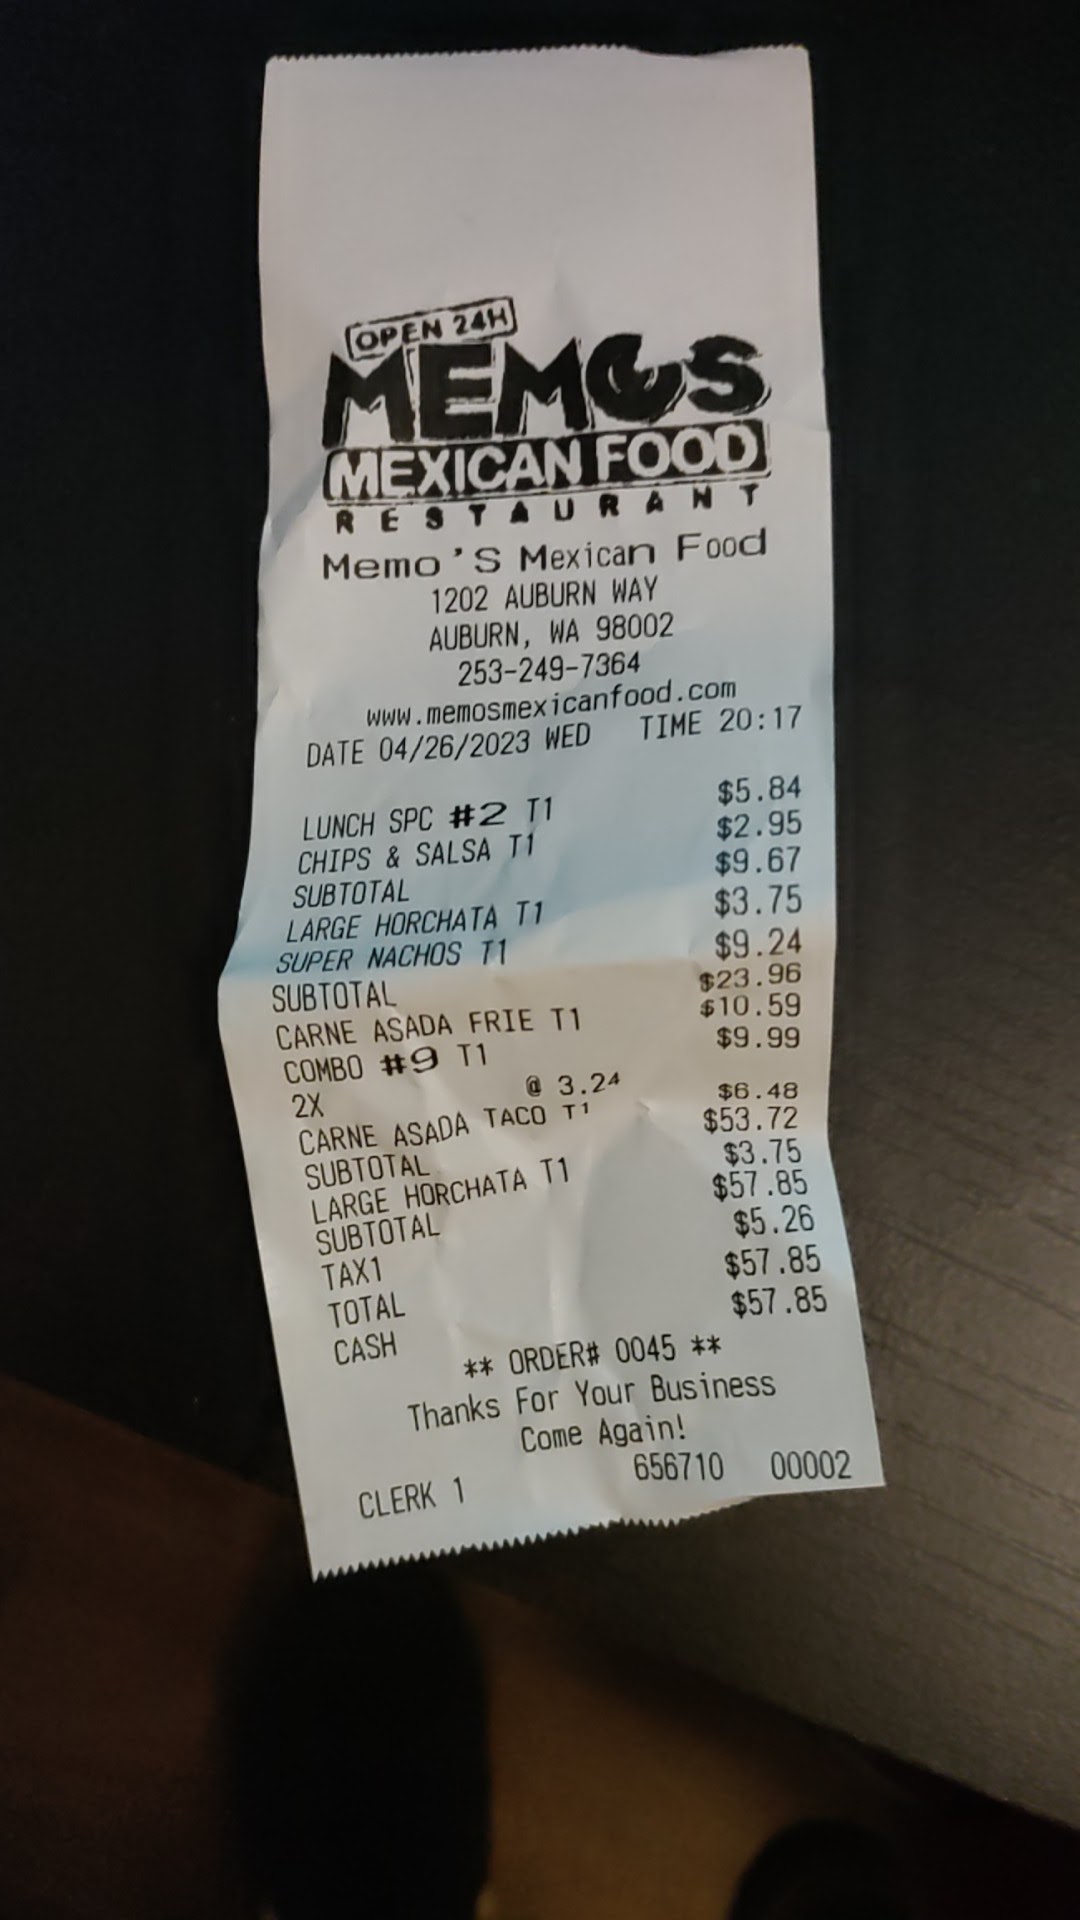 OPEN 24H
MEMOS
MEXICAN FOOD
RESTAURANT
Memo'S Mexican Food
1202 AUBURN WAY
AUBURN, WA 98002
253-249-7364
www.memosmexicanfood.com
DATE 04/26/2023 WED TIME 20:17
LUNCH SPC #2 T1 $5.84
CHIPS & SALSA T1 $2.95
SUBTOTAL $9.67
LARGE HORCHATA T1 $3.75
SUPER NACHOS T1 $9.24
SUBTOTAL $23.96
CARNE ASADA FRIE T1 $10.59
COMBO #9 T1 $9.99
2X @ 3.24
CARNE ASADA TACO T1 $6.48
SUBTOTAL $53.72
LARGE HORCHATA T1 $3.75
SUBTOTAL $57.85
TAX1 $5.26
TOTAL $57.85
CASH $57.85
** ORDER# 0045 **
Thanks For Your Business
Come Again!
CLERK 1 656710 00002